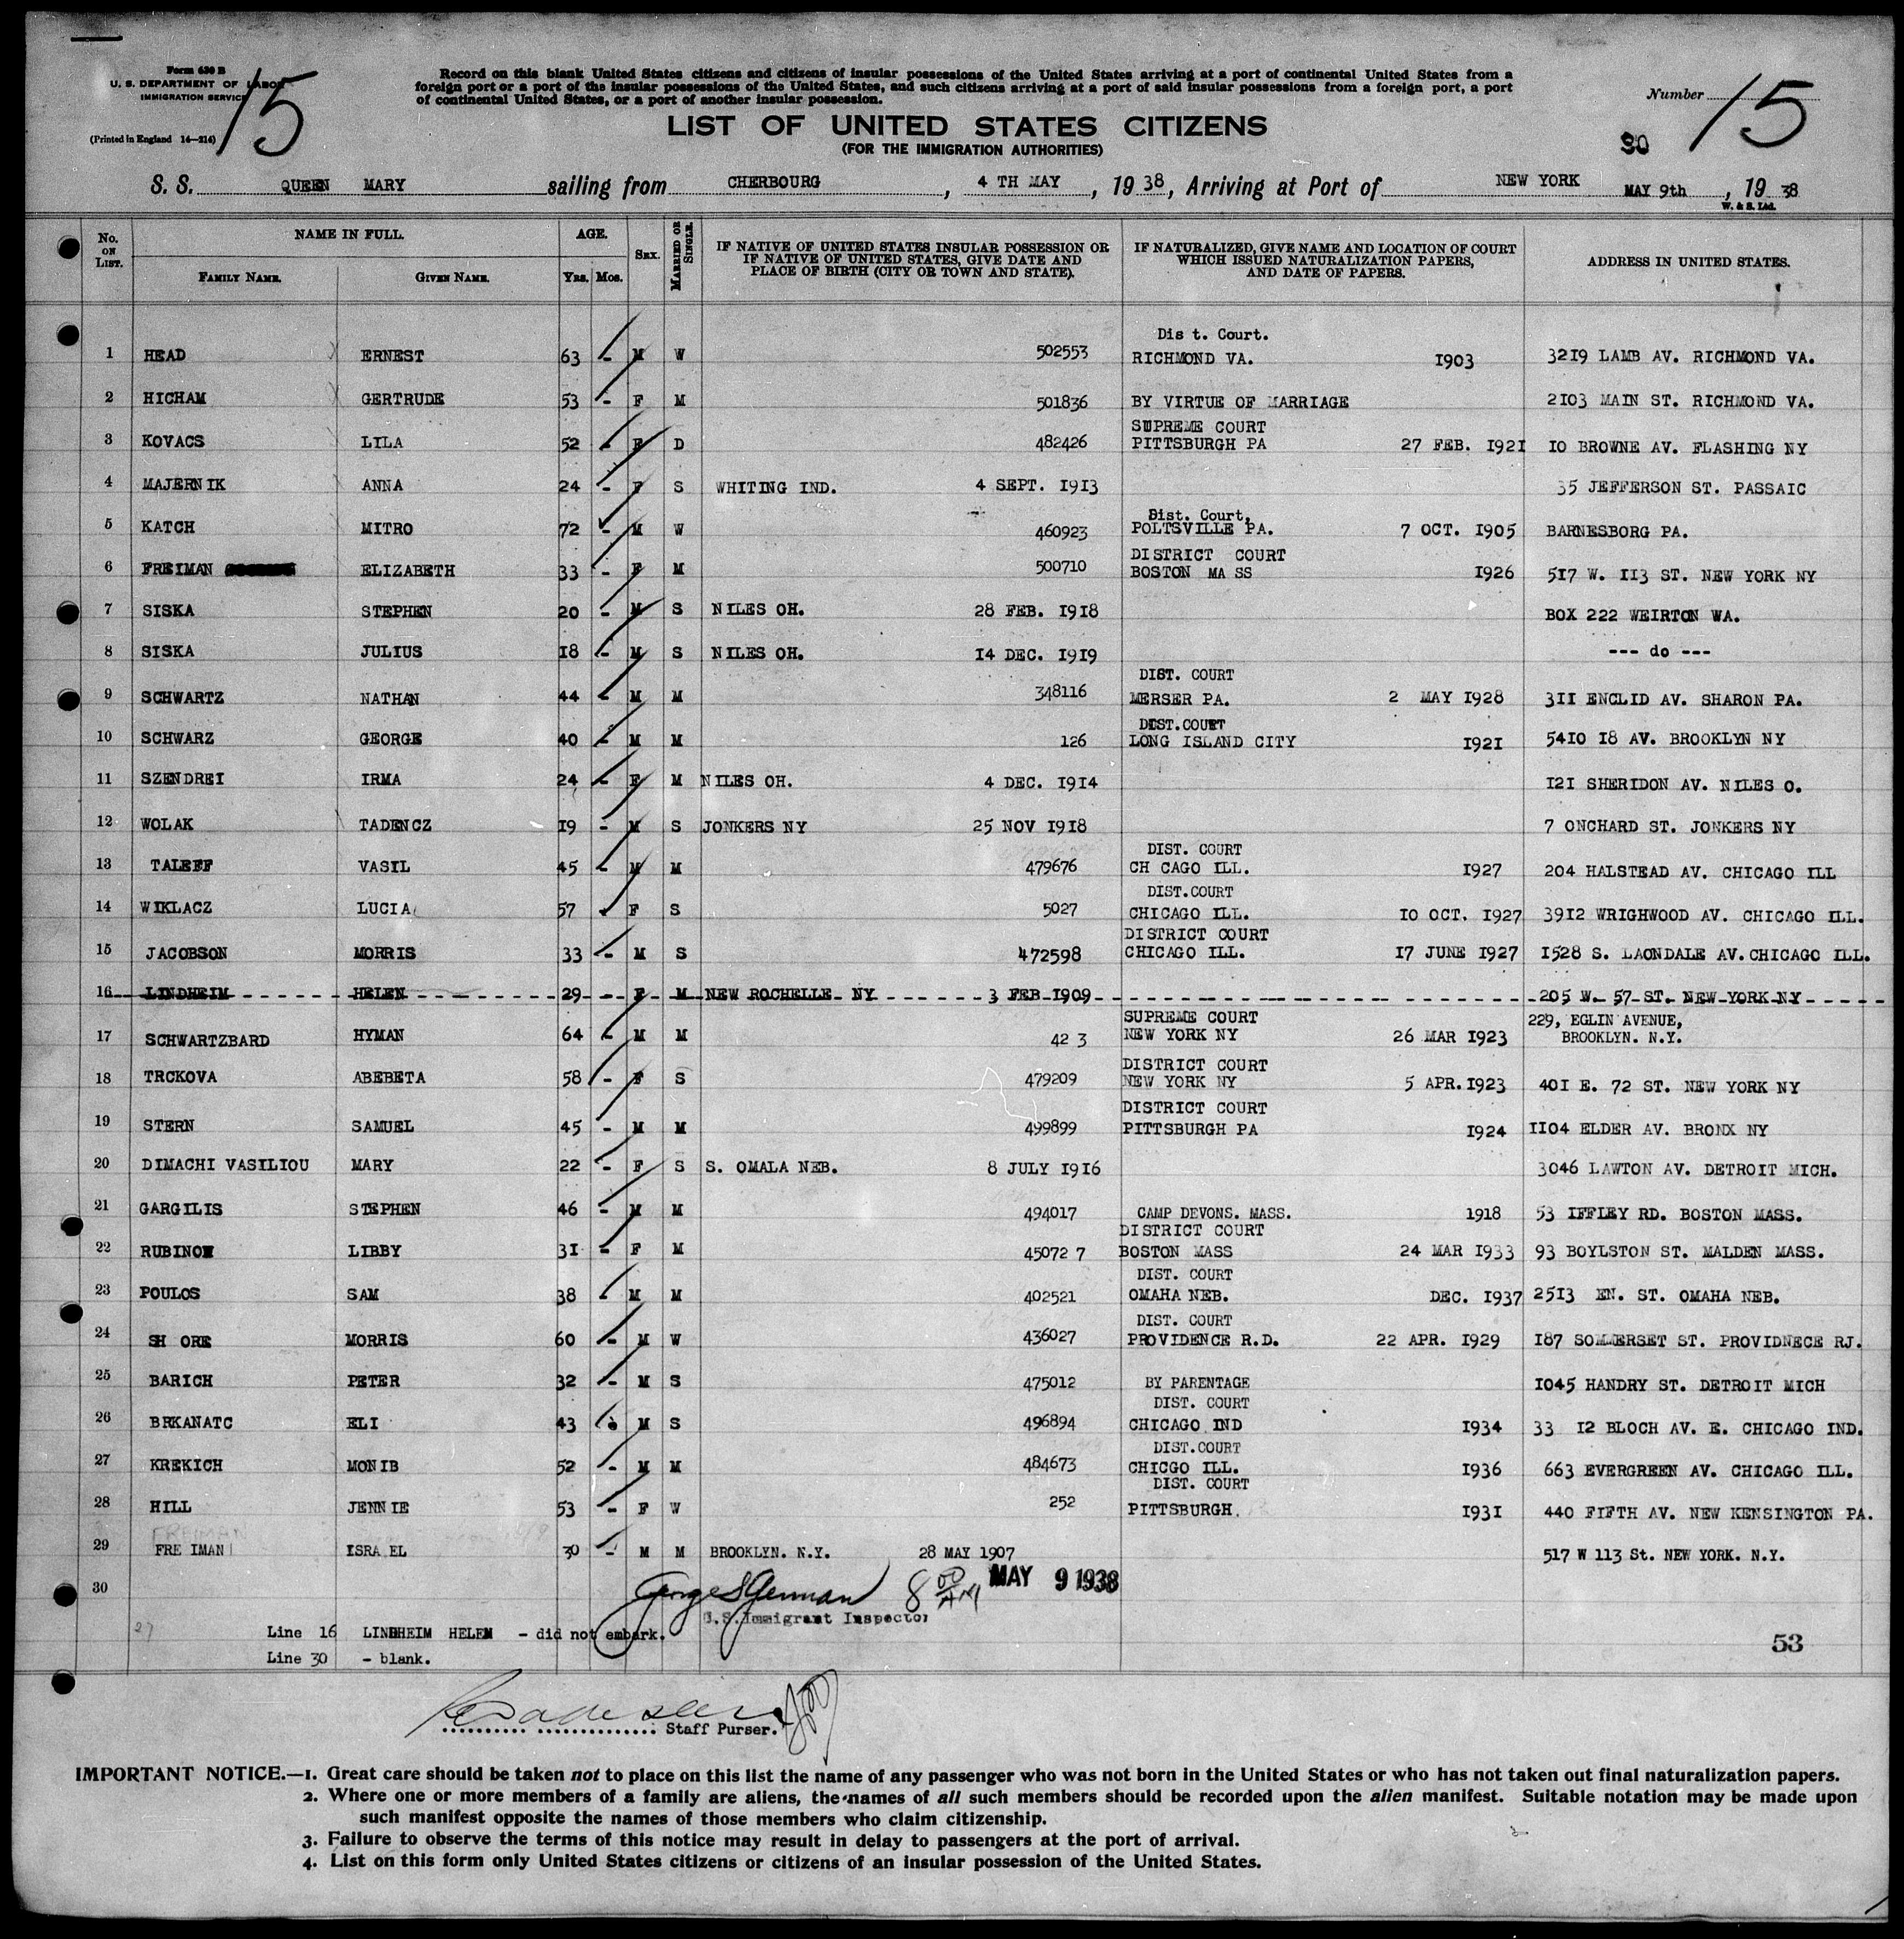 Form 630 B
U. S. DEPARTMENT OF LABOR
IMMIGRATION SERVICE
(Printed in England 14—214)
15
Record on this blank United States citizens and citizens of insular possessions of the United States arriving at a port of continental United States from a
foreign port or a port of the insular possessions of the United States, and such citizens arriving at a port of said insular possessions from a foreign port, a port
of continental United States, or a port of another insular possession.
LIST OF UNITED STATES CITIZENS
(FOR THE IMMIGRATION AUTHORITIES)
Number 15
30
S. S. QUEEN MARY sailing from CHERBOURG, 4 TH MAY, 19 38, Arriving at Port of NEW YORK MAY 9th, 19 38
W. & S. Ltd.
No. ON LIST. NAME IN FULL. AGE. SEX. MARRIED OR SINGLE. IF NATIVE OF UNITED STATES INSULAR POSSESSION OR IF NATIVE OF UNITED STATES, GIVE DATE AND PLACE OF BIRTH (CITY OR TOWN AND STATE). IF NATURALIZED, GIVE NAME AND LOCATION OF COURT WHICH ISSUED NATURALIZATION PAPERS, AND DATE OF PAPERS. ADDRESS IN UNITED STATES.
FAMILY NAME. GIVEN NAME. YRS. MOS.
Dis t. Court.
1 HEAD ERNEST 63 - M W 502553 RICHMOND VA. 1903 3219 LAMB AV. RICHMOND VA.
2 HICHAM GERTRUDE 53 - F M 501836 BY VIRTUE OF MARRIAGE 2103 MAIN ST. RICHMOND VA.
SUPREME COURT
3 KOVACS LILA 52 - F D 482426 PITTSBURGH PA 27 FEB. 1921 10 BROWNE AV. FLASHING NY
4 MAJERNIK ANNA 24 - F S WHITING IND. 4 SEPT. 1913 35 JEFFERSON ST. PASSAIC
Dist. Court,
5 KATCH MITRO 72 - M W 460923 POLTSVILLE PA. 7 OCT. 1905 BARNESBORG PA.
DISTRICT COURT
6 FREIMAN ELIZABETH 33 - F M 500710 BOSTON MA SS 1926 517 W. 113 ST. NEW YORK NY
7 SISKA STEPHEN 20 - M S NILES OH. 28 FEB. 1918 BOX 222 WEIRTON WA.
8 SISKA JULIUS 18 - M S NILES OH. 14 DEC. 1919 --- do ---
DIST. COURT
9 SCHWARTZ NATHAN 44 - M M 348116 MERSER PA. 2 MAY 1928 311 ENCLID AV. SHARON PA.
DIST.COURT
10 SCHWARZ GEORGE 40 - M M 126 LONG ISLAND CITY 1921 5410 18 AV. BROOKLYN NY
11 SZENDREI IRMA 24 - F M NILES OH. 4 DEC. 1914 121 SHERIDON AV. NILES O.
12 WOLAK TADENCZ 19 - M S JONKERS NY 25 NOV 1918 7 ONCHARD ST. JONKERS NY
DIST. COURT
13 TALEFF VASIL 45 - M M 479676 CH CAGO ILL. 1927 204 HALSTEAD AV. CHICAGO ILL
DIST.COURT
14 WIKLACZ LUCIA 57 - F S 5027 CHICAGO ILL. 10 OCT. 1927 3912 WRIGHWOOD AV. CHICAGO ILL.
DISTRICT COURT
15 JACOBSON MORRIS 33 - M S 472598 CHICAGO ILL. 17 JUNE 1927 1528 S. LAONDALE AV. CHICAGO ILL.
16 LINDHEIM HELEN 29 - F M NEW ROCHELLE NY 3 FEB 1909 205 W. 57 ST. NEW YORK NY
SUPREME COURT 229, EGLIN AVENUE,
17 SCHWARTZBARD HYMAN 64 - M M 42 3 NEW YORK NY 26 MAR 1923 BROOKLYN. N.Y.
DISTRICT COURT
18 TRCKOVA ABEBETA 58 - F S 479209 NEW YORK NY 5 APR. 1923 401 E. 72 ST. NEW YORK NY
DISTRICT COURT
19 STERN SAMUEL 45 - M M 499899 PITTSBURGH PA 1924 1104 ELDER AV. BRONX NY
20 DIMACHI VASILIOU MARY 22 - F S S. OMALA NEB. 8 JULY 1916 3046 LAWTON AV. DETROIT MICH.
21 GARGILIS STEPHEN 46 - M M 494017 CAMP DEVONS. MASS. 1918 53 IFFLEY RD. BOSTON MASS.
DISTRICT COURT
22 RUBINOW LIBBY 31 - F M 45072 7 BOSTON MASS 24 MAR 1933 93 BOYLSTON ST. MALDEN MASS.
DIST. COURT
23 POULOS SAM 38 - M M 402521 OMAHA NEB. DEC. 1937 2513 EN. ST. OMAHA NEB.
DIST. COURT
24 SH ORE MORRIS 60 - M W 436027 PROVIDENCE R.D. 22 APR. 1929 187 SOMMERSET ST. PROVIDNECE RJ.
25 BARICH PETER 32 - M S 475012 BY PARENTAGE 1045 HANDRY ST. DETROIT MICH
DIST. COURT
26 BRKANATC ELI 43 M S 496894 CHICAGO IND 1934 33 12 BLOCH AV. E. CHICAGO IND.
DIST.COURT
27 KREKICH MONIB 52 - M M 484673 CHICGO ILL. 1936 663 EVERGREEN AV. CHICAGO ILL.
DIST. COURT
28 HILL JENNIE 53 - F W 252 PITTSBURGH. 1931 440 FIFTH AV. NEW KENSINGTON PA.
FREIMAN
29 FRE IMAN ISRA EL 30 - M M BROOKLYN. N.Y. 28 MAY 1907 517 W 113 St. NEW YORK. N.Y.
30 8 00 AM MAY 9 1938
U.S. Immigrant Inspector
27 Line 16 LINDHEIM HELEN - did not embark.
53
Line 30 - blank.
Staff Purser.
IMPORTANT NOTICE.—1. Great care should be taken not to place on this list the name of any passenger who was not born in the United States or who has not taken out final naturalization papers.
2. Where one or more members of a family are aliens, the names of all such members should be recorded upon the alien manifest. Suitable notation may be made upon
such manifest opposite the names of those members who claim citizenship.
3. Failure to observe the terms of this notice may result in delay to passengers at the port of arrival.
4. List on this form only United States citizens or citizens of an insular possession of the United States.